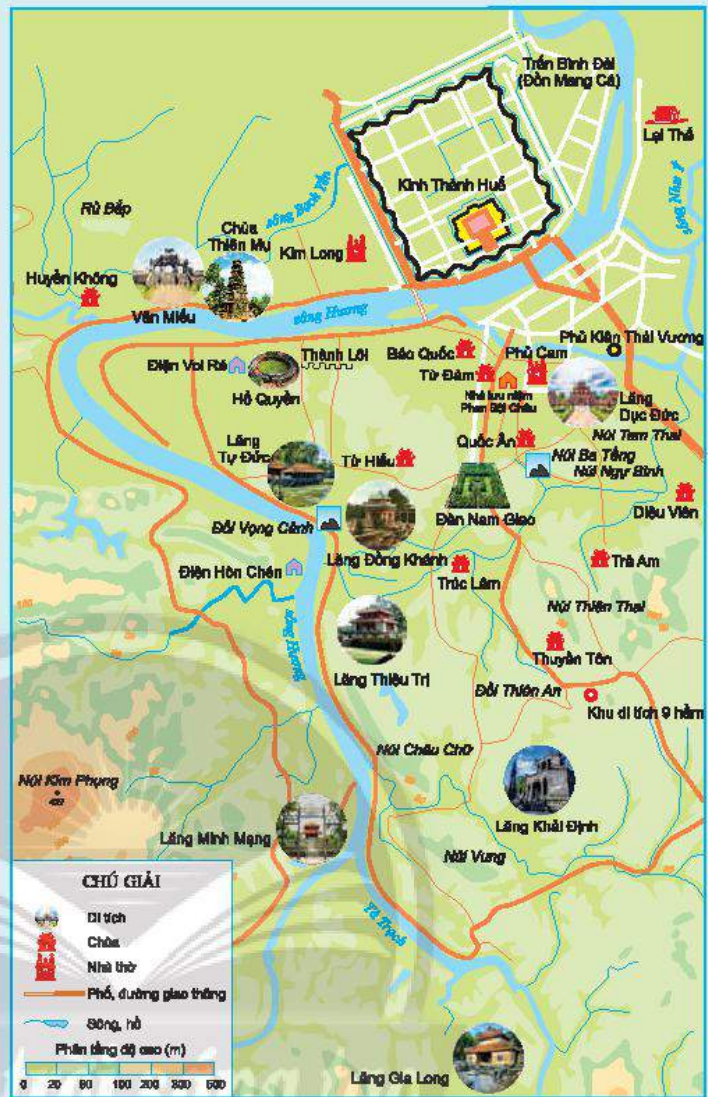 Trấn Bình Đài
(Đồn Mang Cá)
Lại Thế
Kinh Thành Huế
sông Bạch Yến
sông Như Ý
Rú Bắp
Chùa
Thiên Mụ
Kim Long
Huyền Không
Văn Miếu
sông Hương
Phủ Kiên Thái Vương
Điện Voi Ré
Thành Lồi
Báo Quốc
Phủ Cam
Từ Đàm
Hổ Quyền
Nhà lưu niệm
Phan Bội Châu
Lăng
Dục Đức
Lăng
Tự Đức
Từ Hiếu
Quốc Ân
Núi Tam Thai
Núi Ba Tầng
Núi Ngự Bình
Đồi Vọng Cảnh
Đàn Nam Giao
Diệu Viên
Lăng Đồng Khánh
Điện Hòn Chén
Trúc Lâm
Trà Am
Núi Thiên Thai
sông Hương
Lăng Thiệu Trị
Thuyền Tôn
Đồi Thiên An
Khu di tích 9 hầm
Núi Châu Chữ
Núi Kim Phụng
Lăng Khải Định
Lăng Minh Mạng
Núi Vung
Tả Trạch
Lăng Gia Long
CHÚ GIẢI
Di tích
Chùa
Nhà thờ
Phố, đường giao thông
Sông, hồ
Phân tầng độ cao (m)
0 20 50 100 200 300 500